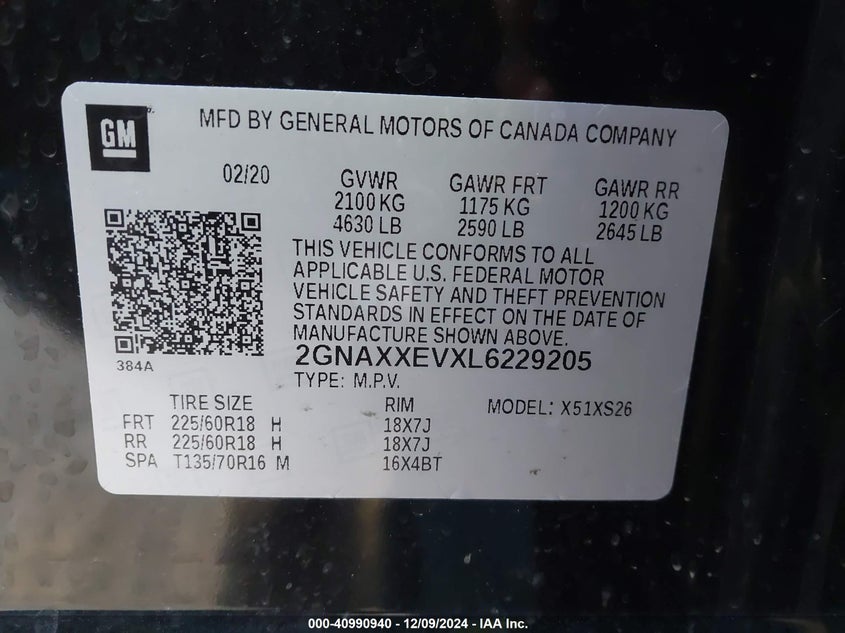 GM
MFD BY GENERAL MOTORS OF CANADA COMPANY
02/20 GVWR GAWR FRT GAWR RR
2100 KG 1175 KG 1200 KG
4630 LB 2590 LB 2645 LB
THIS VEHICLE CONFORMS TO ALL
APPLICABLE U.S. FEDERAL MOTOR
VEHICLE SAFETY AND THEFT PREVENTION
STANDARDS IN EFFECT ON THE DATE OF
MANUFACTURE SHOWN ABOVE.
384A
2GNAXXEVXL6229205
TYPE: M.P.V.
TIRE SIZE RIM MODEL: X51XS26
FRT 225/60R18 H 18X7J
RR 225/60R18 H 18X7J
SPA T135/70R16 M 16X4BT
000-40990940 - 12/09/2024 - IAA Inc.